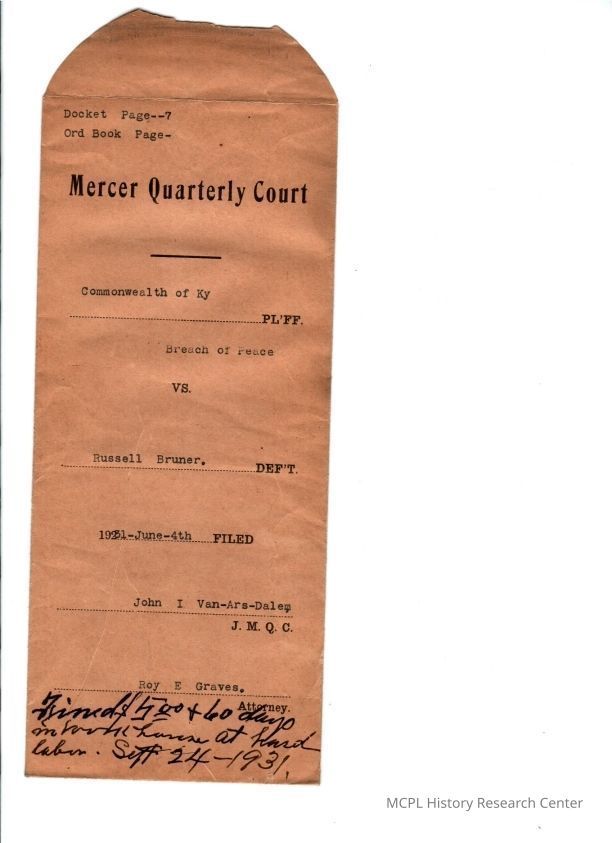 Docket Page--7
Ord Book Page-
Mercer Quarterly Court
Commonwealth of Ky
PL'FF.
Breach of Peace
VS.
Russell Bruner.
DEF'T.
1931-June-4th FILED
John I Van-Ars-Dalem,
J. M. Q. C.
Roy E Graves.
Attorney.
Fined & 60 days
in work house at hard
labor. Sept 24-1931.
MCPL History Research Center